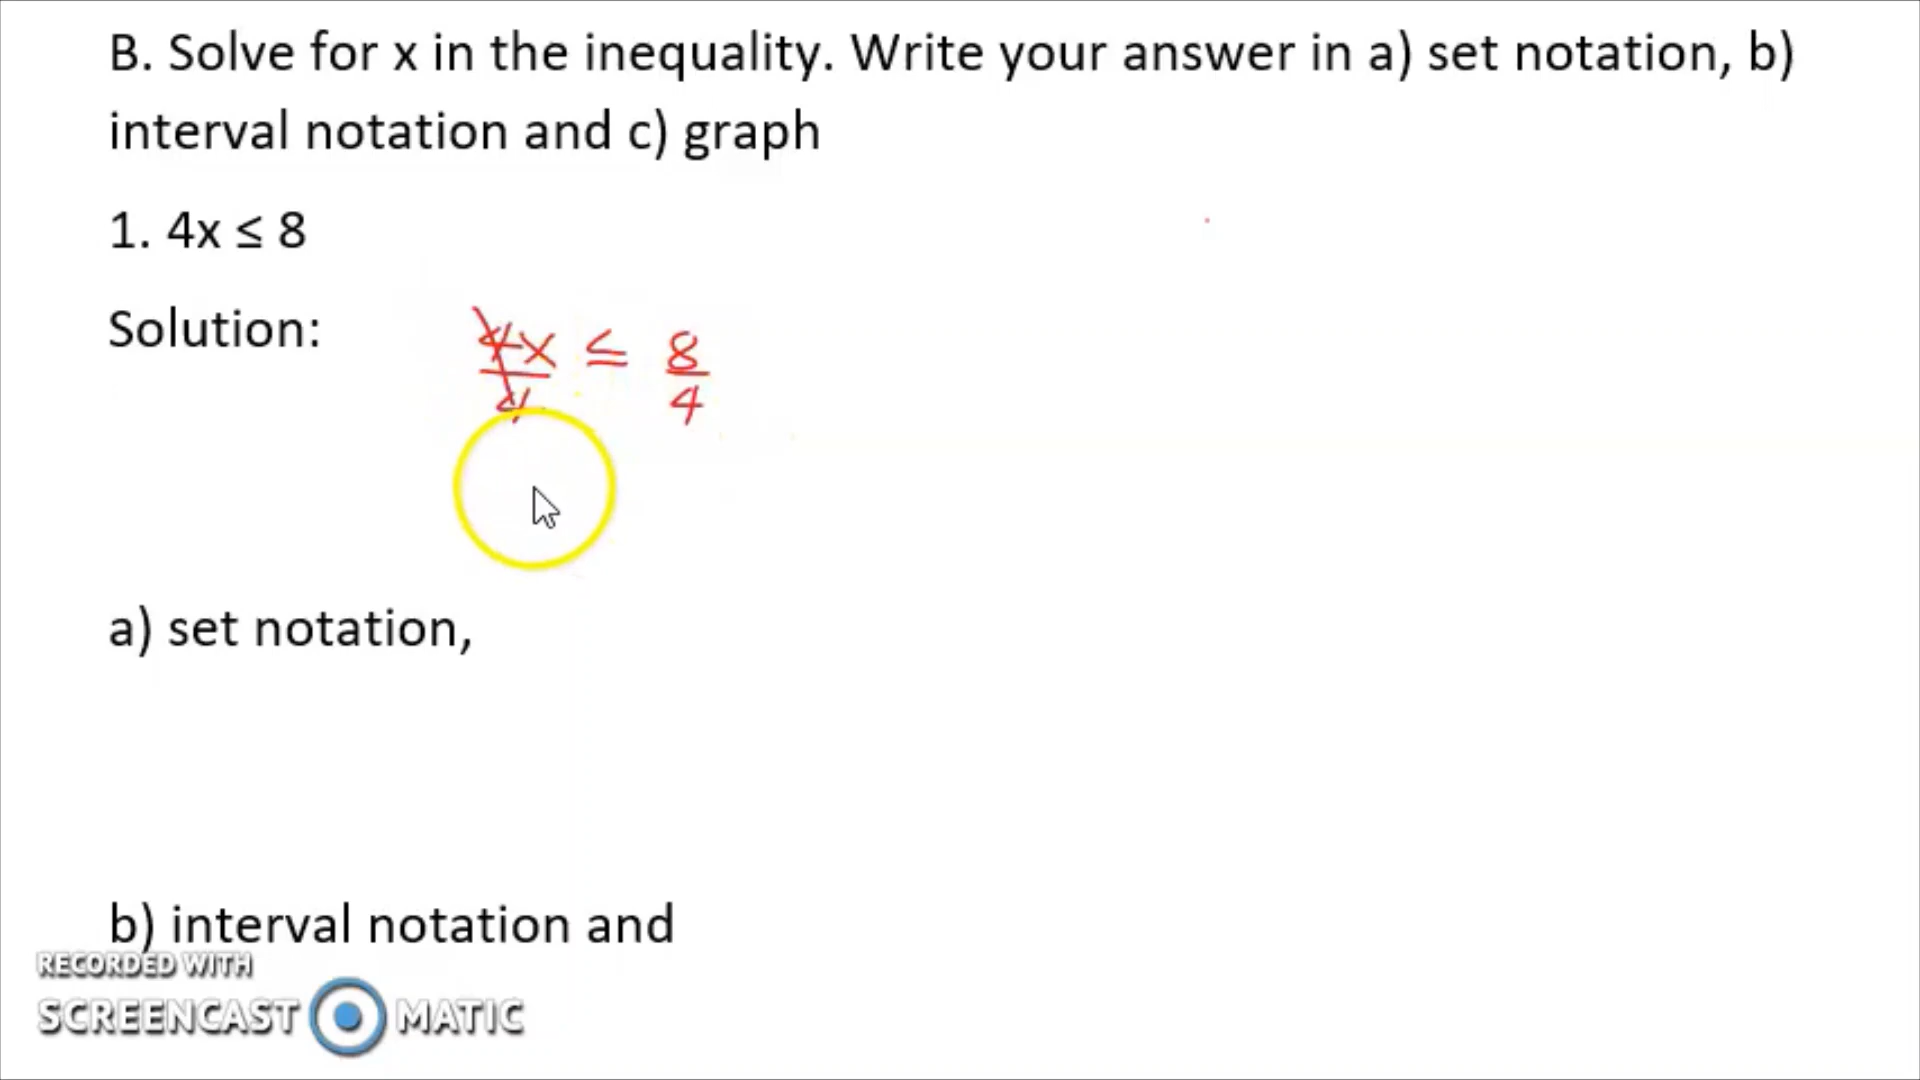 B. Solve for x in the inequality. Write your answer in a) set notation, b)
interval notation and c) graph
1. 4x ≤ 8
Solution:
4x ≤ 8
4 4
a) set notation,
b) interval notation and
RECORDED WITH
SCREENCAST MATIC